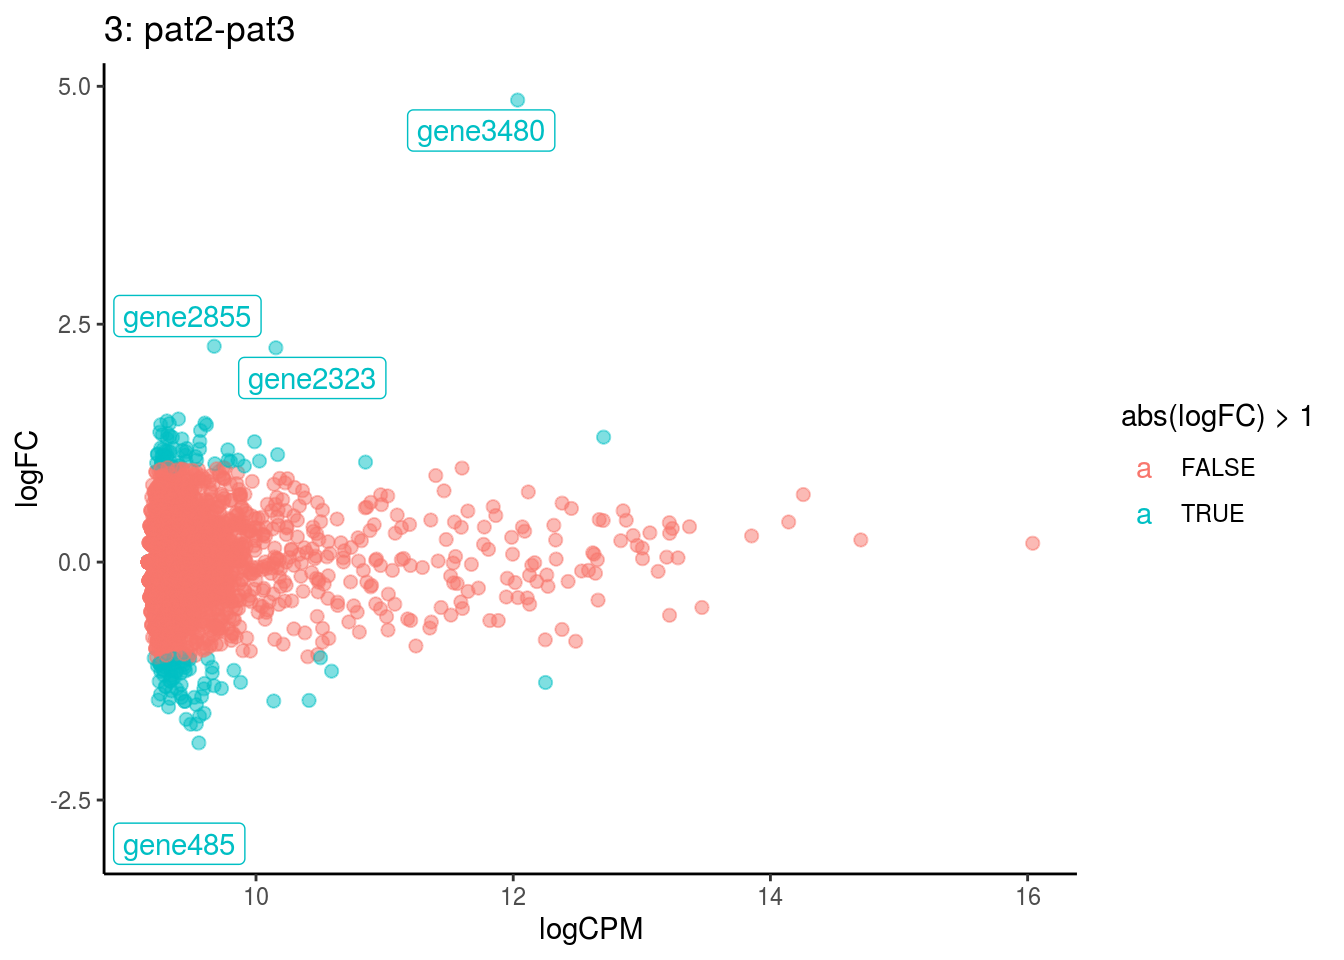 3: pat2-pat3
5.0
gene3480
gene2855
2.5
gene2323
logFC
abs(logFC) > 1
a FALSE
a TRUE
0.0
-2.5
gene485
10 12 14 16
logCPM